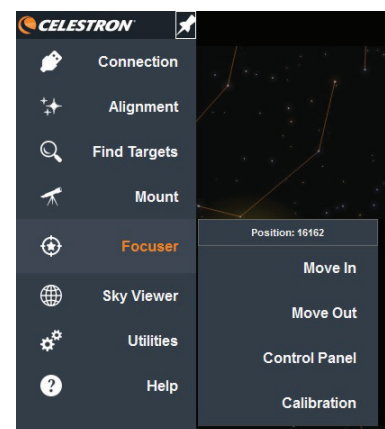 CELESTRON
Connection
Alignment
Find Targets
Mount
Focuser
Sky Viewer
Utilities
Help
Position: 16162
Move In
Move Out
Control Panel
Calibration